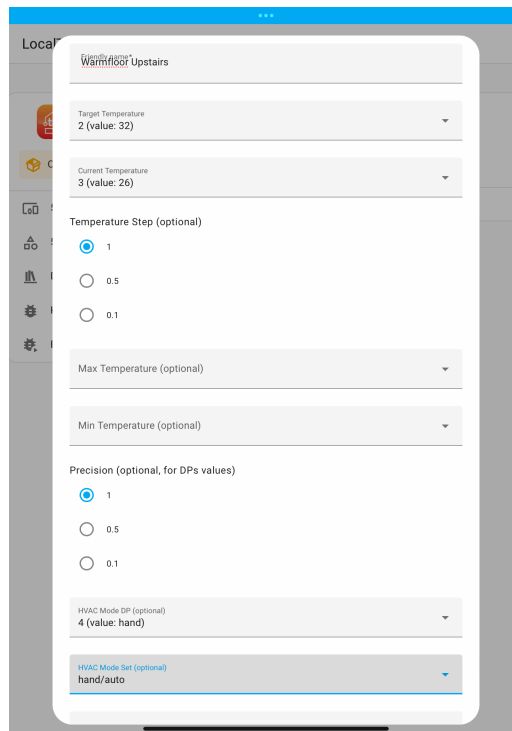 Local
Friendly name*
Warmfloor Upstairs
Target Temperature
2 (value: 32)
Current Temperature
3 (value: 26)
Temperature Step (optional)
1
0.5
0.1
Max Temperature (optional)
Min Temperature (optional)
Precision (optional, for DPs values)
1
0.5
0.1
HVAC Mode DP (optional)
4 (value: hand)
HVAC Mode Set (optional)
hand/auto